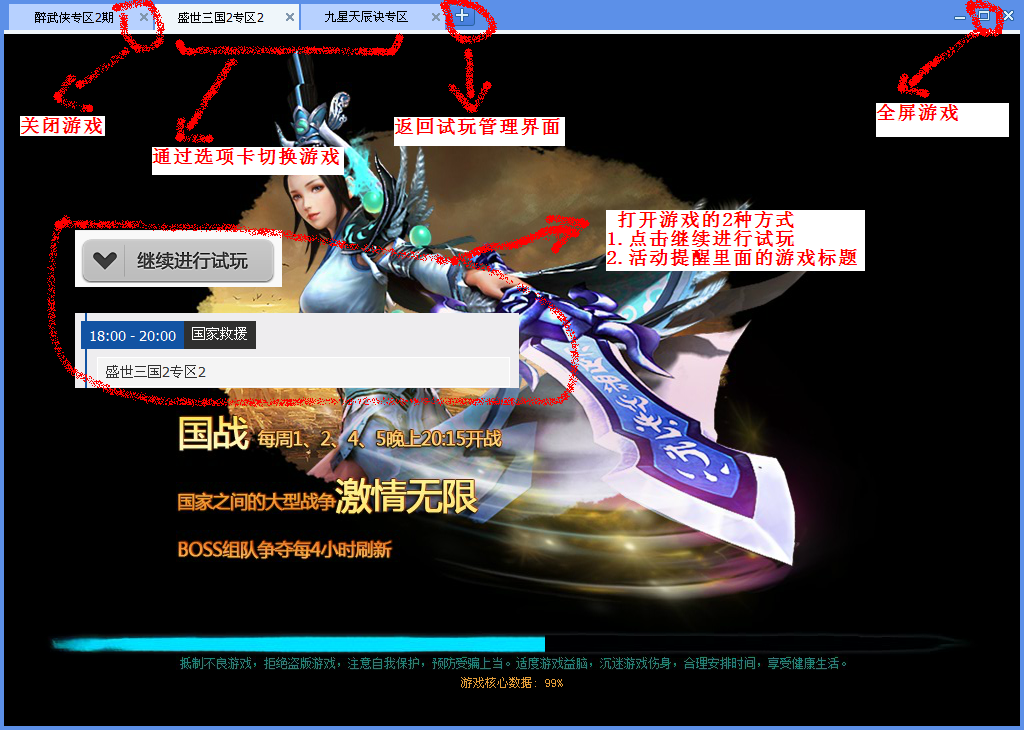 醉武侠专区2期
盛世三国2专区2
九星天辰诀专区
关闭游戏
通过选项卡切换游戏
返回试玩管理界面
全屏游戏
打开游戏的2种方式
1.点击继续进行试玩
2.活动提醒里面的游戏标题
继续进行试玩
18:00 - 20:00 国家救援
盛世三国2专区2
国战 每周1、2、4、5晚上20:15开战
国家之间的大型战争激情无限
BOSS组队争夺每4小时刷新
抵制不良游戏，拒绝盗版游戏，注意自我保护，预防受骗上当。适度游戏益脑，沉迷游戏伤身，合理安排时间，享受健康生活。
游戏核心数据：99%